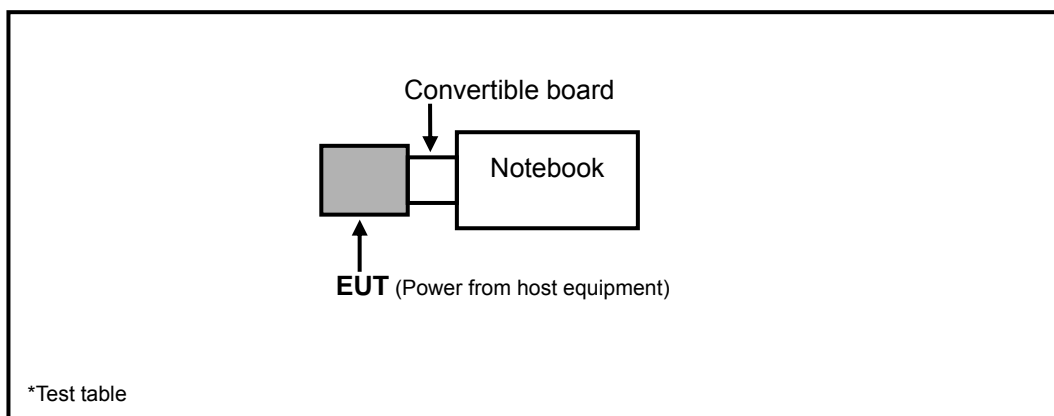 Convertible board
Notebook
EUT (Power from host equipment)
*Test table